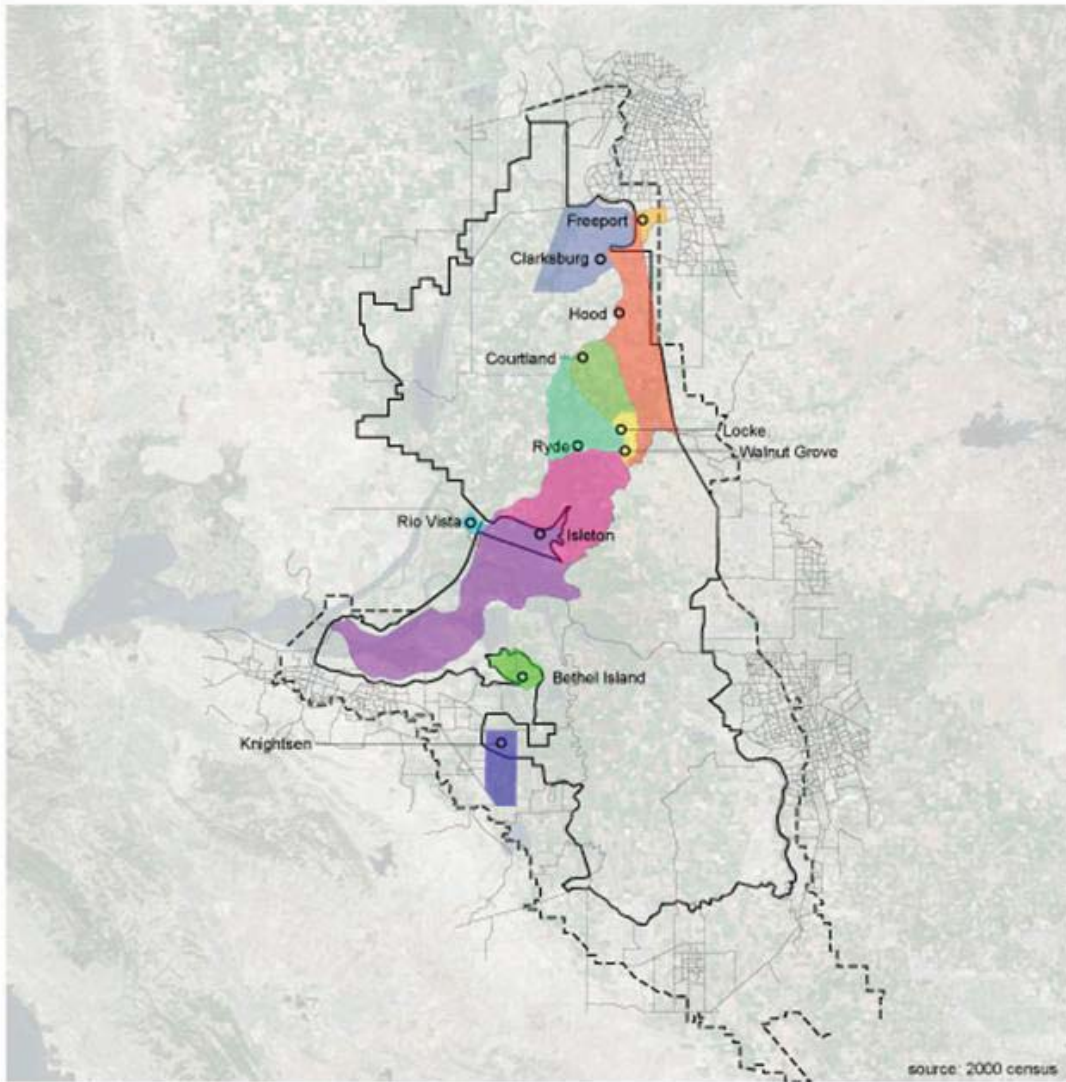 Freeport
Clarksburg
Hood
Courtland
Locke
Ryde
Walnut Grove
Rio Vista
Isleton
Bethel Island
Knightsen
source: 2000 census